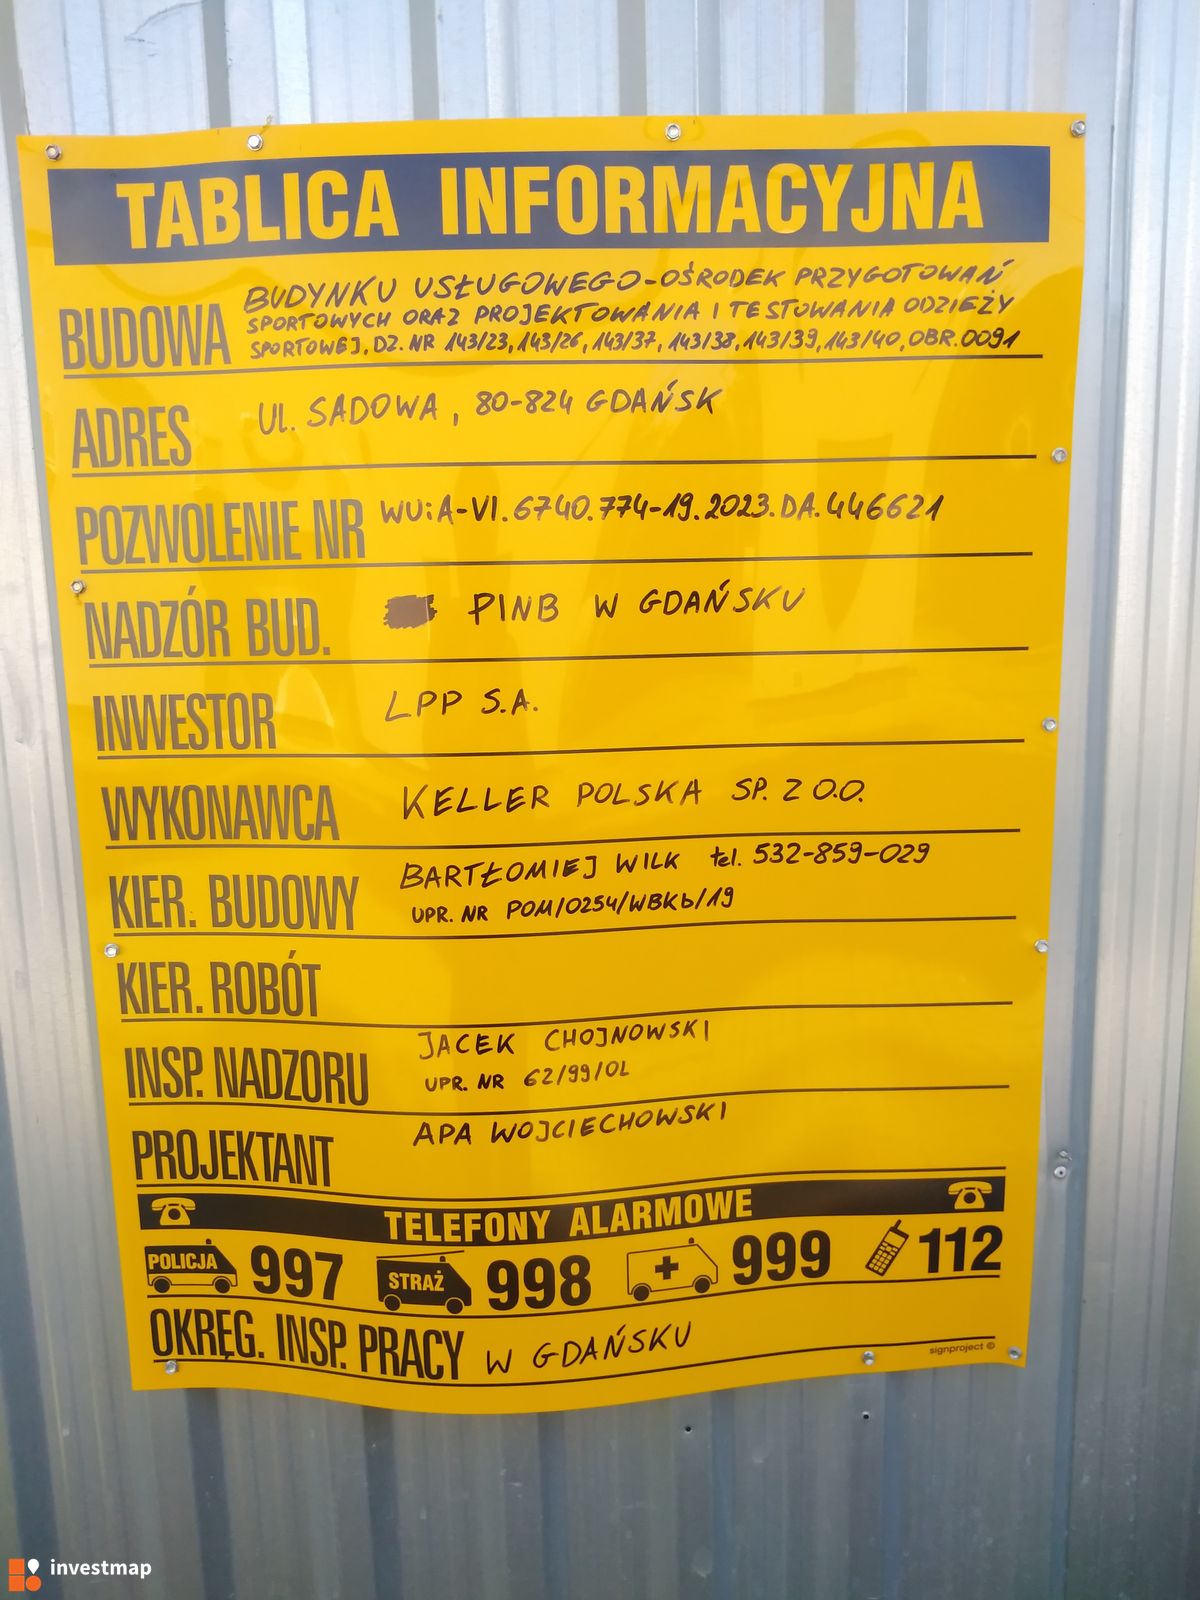 TABLICA INFORMACYJNA
BUDOWA BUDYNKU USŁUGOWEGO-OŚRODEK PRZYGOTOWAŃ
SPORTOWYCH ORAZ PROJEKTOWANIA I TESTOWANIA ODZIEŻY
SPORTOWEJ, DZ. NR 143/23, 143/26, 143/37, 143/38, 143/39, 143/40, OBR. 0091
ADRES UL. SADOWA, 80-824 GDAŃSK
POZWOLENIE NR WUiA-VI.6740.774-19.2023.DA.446621
NADZÓR BUD. PINB W GDAŃSKU
INWESTOR LPP S.A.
WYKONAWCA KELLER POLSKA SP. Z O.O.
KIER. BUDOWY BARTŁOMIEJ WILK tel. 532-859-029
UPR. NR POM/0254/WBKb/19
KIER. ROBÓT
INSP. NADZORU JACEK CHOJNOWSKI
UPR. NR 62/99/OL
PROJEKTANT APA WOJCIECHOWSKI
TELEFONY ALARMOWE
POLICJA 997 STRAŻ 998 999 112
OKRĘG. INSP. PRACY W GDAŃSKU
signproject ©
investmap